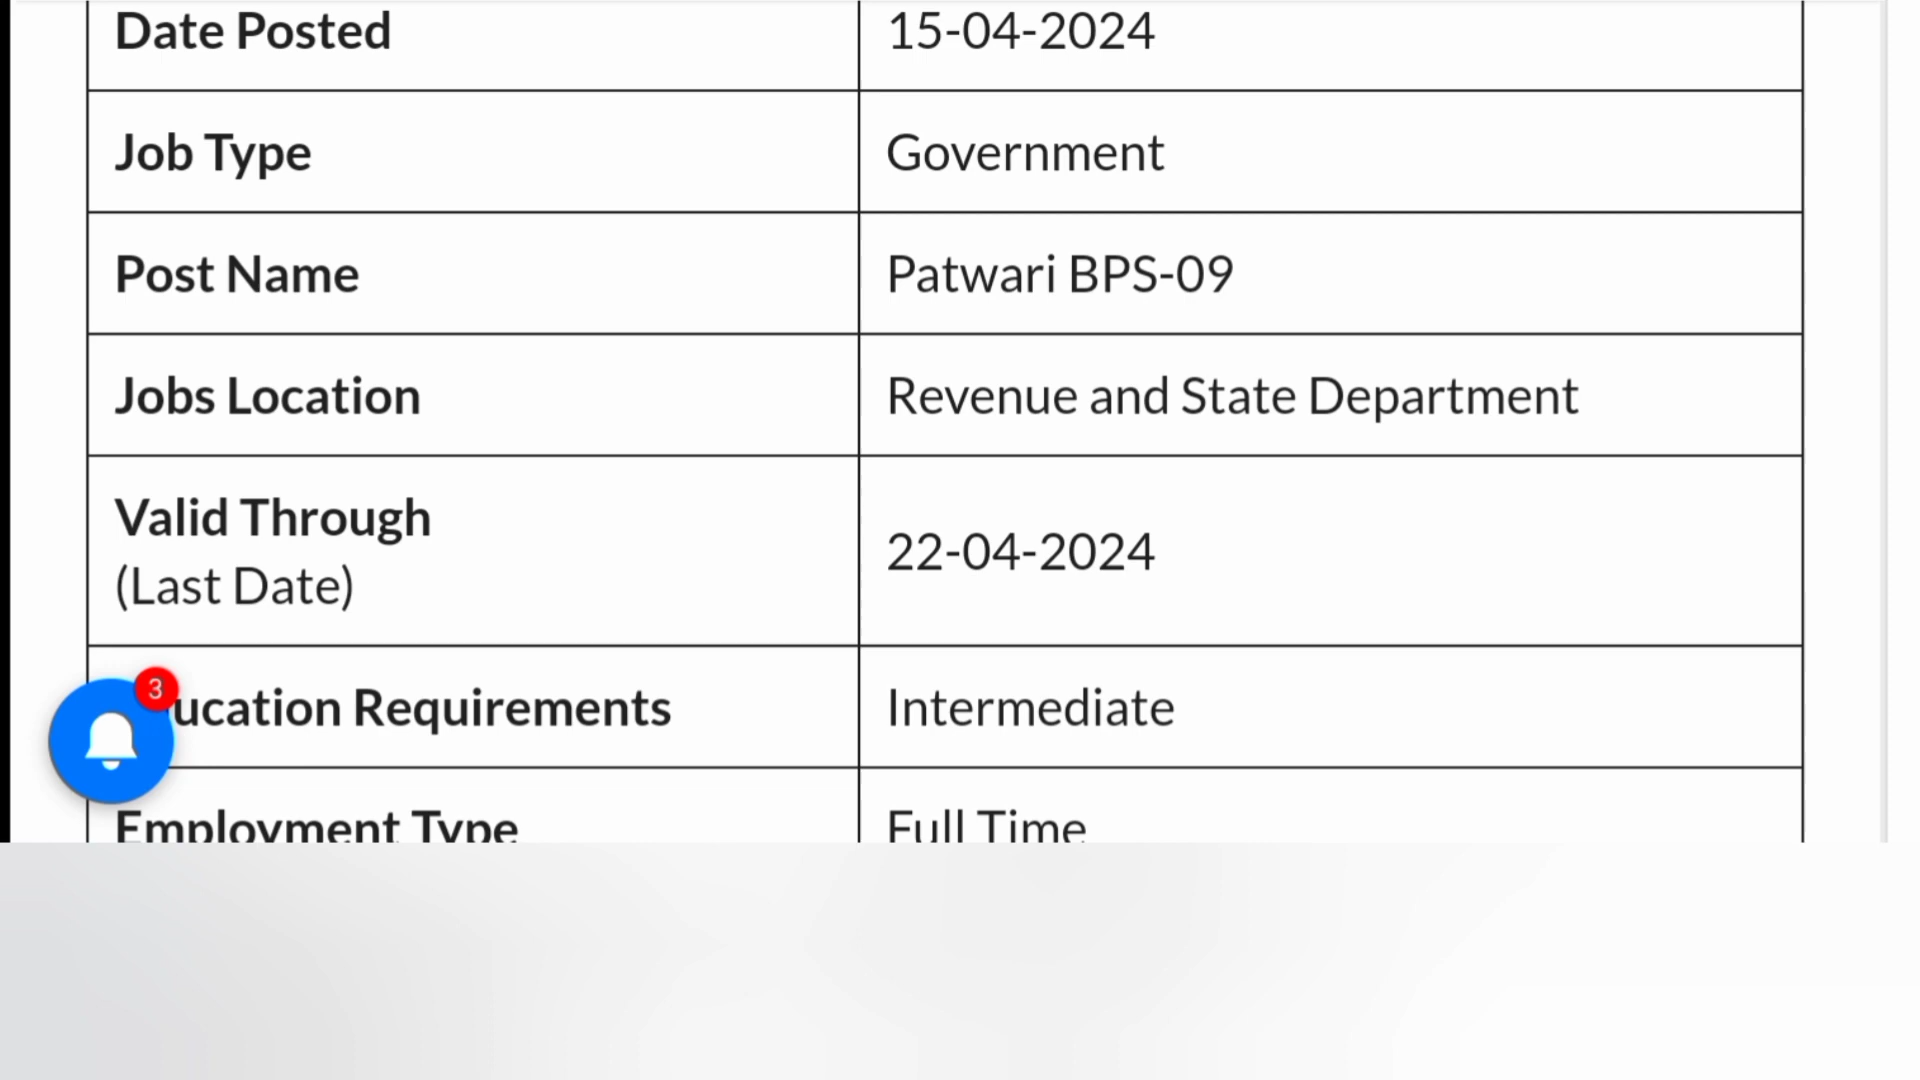 Date Posted 15-04-2024
Job Type Government
Post Name Patwari BPS-09
Jobs Location Revenue and State Department
Valid Through
(Last Date) 22-04-2024
3
ucation Requirements Intermediate
Employment Type Full Time